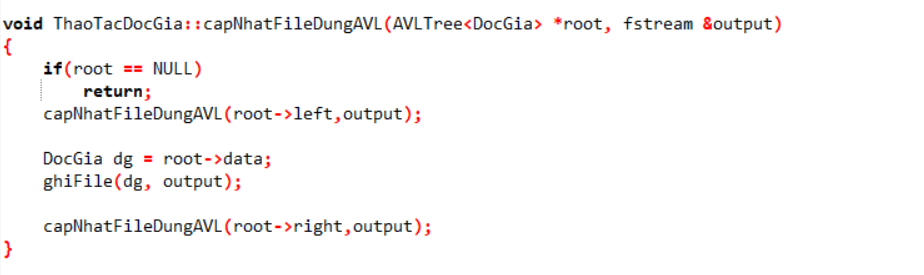 void ThaoTacDocGia::capNhatFileDungAVL(AVLTree<DocGia> *root, fstream &output)
{
    if(root == NULL)
        return;
    capNhatFileDungAVL(root->left,output);

    DocGia dg = root->data;
    ghiFile(dg, output);

    capNhatFileDungAVL(root->right,output);
}